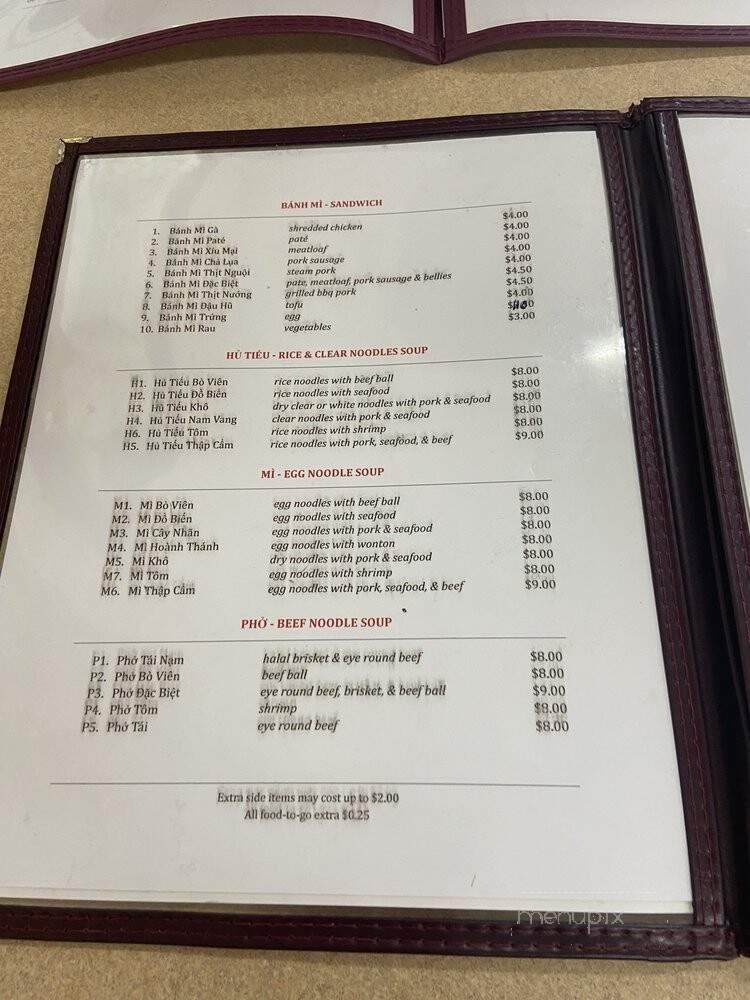 BÁNH MÌ - SANDWICH
1. Bánh Mì Gà shredded chicken $4.00
2. Bánh Mì Paté paté $4.00
3. Bánh Mì Xíu Mại meatloaf $4.00
4. Bánh Mì Chả Lụa pork sausage $4.00
5. Bánh Mì Thịt Nguội steam pork $4.00
6. Bánh Mì Đặc Biệt pate, meatloaf, pork sausage & bellies $4.50
7. Bánh Mì Thịt Nướng grilled bbq pork $4.50
8. Bánh Mì Đậu Hũ tofu $4.00
9. Bánh Mì Trứng egg
10. Bánh Mì Rau vegetables $3.00
HỦ TIẾU - RICE & CLEAR NOODLES SOUP
H1. Hủ Tiếu Bò Viên rice noodles with beef ball $8.00
H2. Hủ Tiếu Đồ Biển rice noodles with seafood $8.00
H3. Hủ Tiếu Khô dry clear or white noodles with pork & seafood $8.00
H4. Hủ Tiếu Nam Vang clear noodles with pork & seafood $8.00
H6. Hủ Tiếu Tôm rice noodles with shrimp $8.00
H5. Hủ Tiếu Thập Cẩm rice noodles with pork, seafood, & beef $9.00
MÌ - EGG NOODLE SOUP
M1. Mì Bò Viên egg noodles with beef ball $8.00
M2. Mì Đồ Biển egg noodles with seafood $8.00
M3. Mì Cây Nhãn egg noodles with pork & seafood $8.00
M4. Mì Hoành Thánh egg noodles with wonton $8.00
M5. Mì Khô dry noodles with pork & seafood $8.00
M7. Mì Tôm egg noodles with shrimp $8.00
M6. Mì Thập Cẩm egg noodles with pork, seafood, & beef $9.00
PHỞ - BEEF NOODLE SOUP
P1. Phở Tái Nạm halal brisket & eye round beef $8.00
P2. Phở Bò Viên beef ball $8.00
P3. Phở Đặc Biệt eye round beef, brisket, & beef ball $9.00
P4. Phở Tôm shrimp $8.00
P5. Phở Tái eye round beef $8.00
Extra side items may cost up to $2.00
All food-to-go extra $0.25
menupix